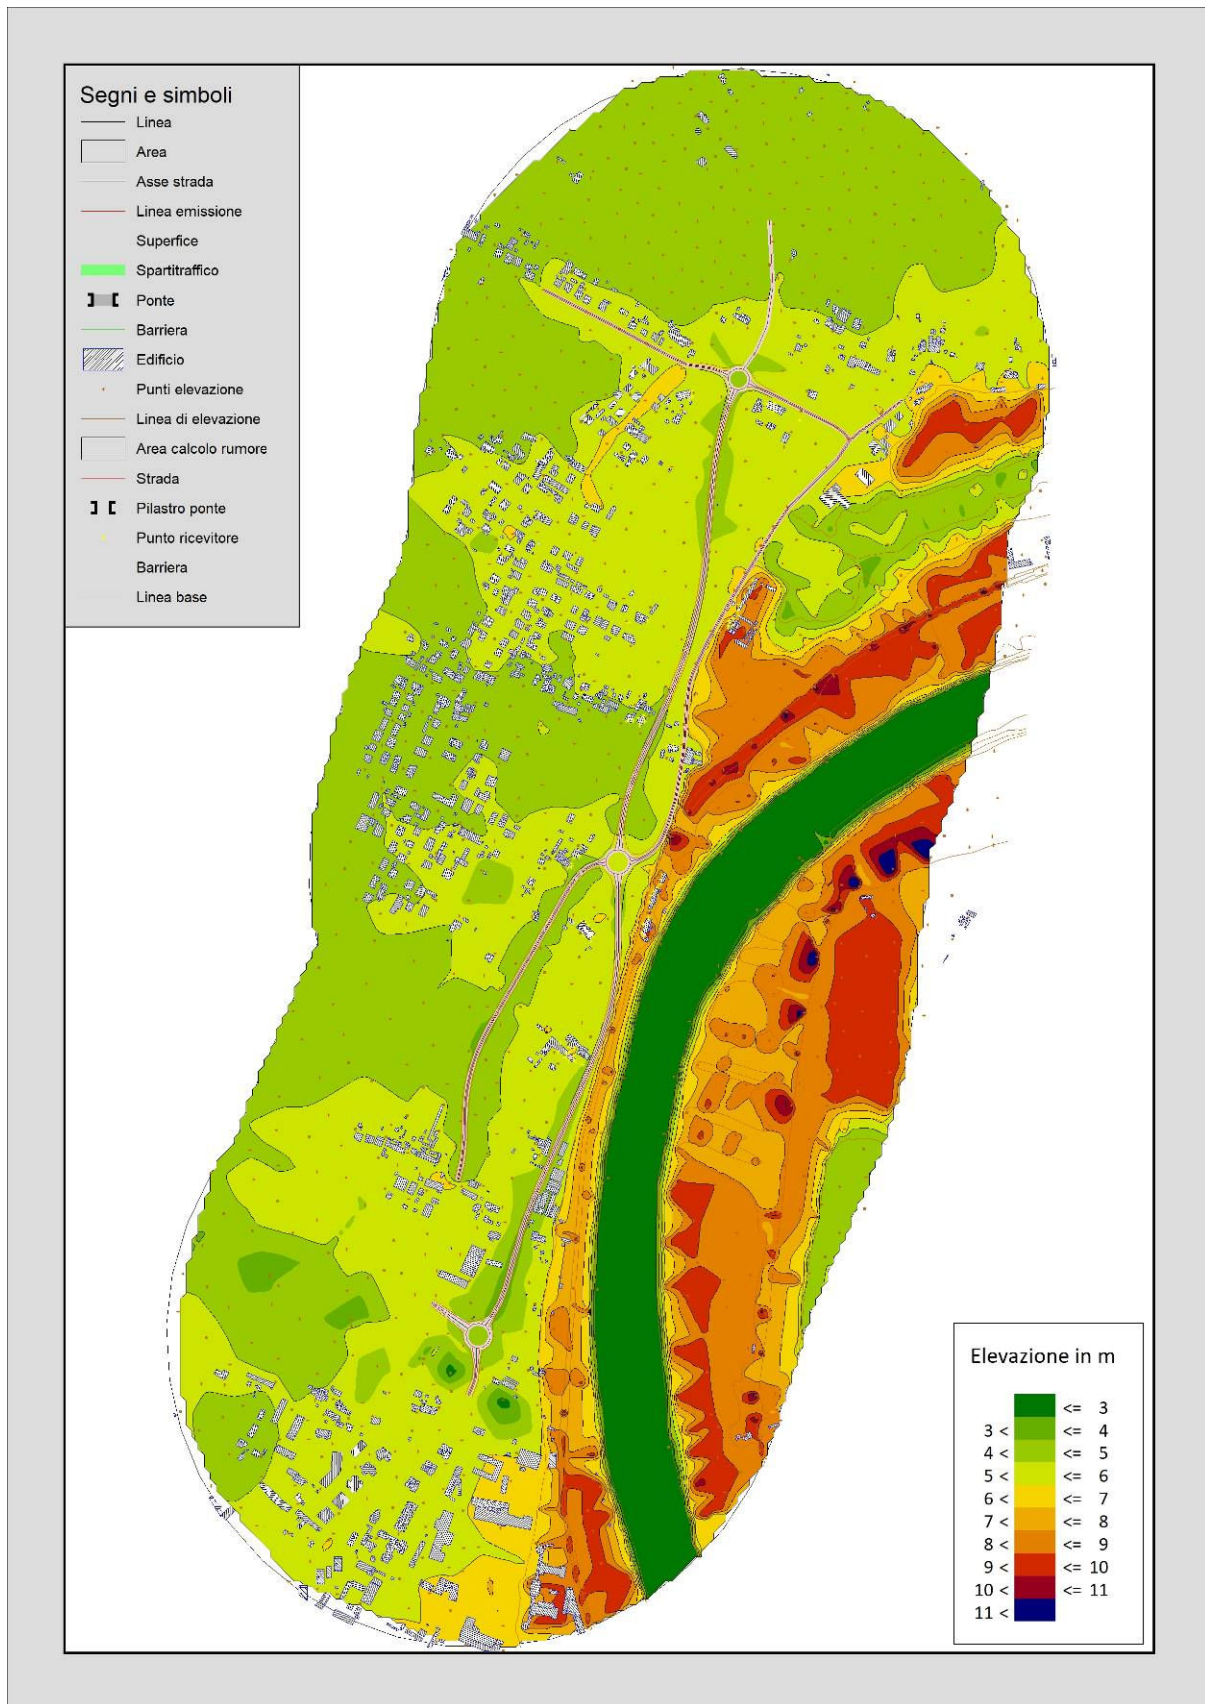 Segni e simboli
Linea
Area
Asse strada
Linea emissione
Superfice
Spartitraffico
Ponte
Barriera
Edificio
Punti elevazione
Linea di elevazione
Area calcolo rumore
Strada
Pilastro ponte
Punto ricevitore
Barriera
Linea base
Elevazione in m
<= 3
3 < <= 4
4 < <= 5
5 < <= 6
6 < <= 7
7 < <= 8
8 < <= 9
9 < <= 10
10 < <= 11
11 <